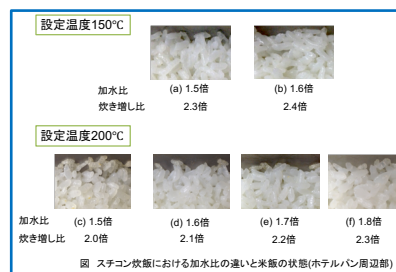 設定温度150℃
(a) 1.5倍 (b) 1.6倍
加水比
炊き増し比 2.3倍 2.4倍
設定温度200℃
加水比 (c) 1.5倍 (d) 1.6倍 (e) 1.7倍 (f) 1.8倍
炊き増し比 2.0倍 2.1倍 2.2倍 2.3倍
図 スチコン炊飯における加水比の違いと米飯の状態(ホテルパン周辺部)